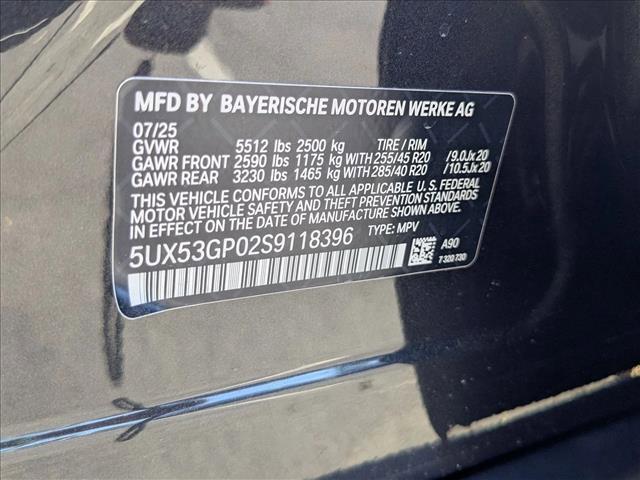 MFD BY BAYERISCHE MOTOREN WERKE AG
07/25
GVWR 5512 lbs 2500 kg TIRE / RIM
GAWR FRONT 2590 lbs 1175 kg WITH 255/45 R20 /9.0Jx20
GAWR REAR 3230 lbs 1465 kg WITH 285/40 R20 /10.5Jx20
THIS VEHICLE CONFORMS TO ALL APPLICABLE U. S. FEDERAL
MOTOR VEHICLE SAFETY AND THEFT PREVENTION STANDARDS
IN EFFECT ON THE DATE OF MANUFACTURE SHOWN ABOVE.
5UX53GP02S9118396 TYPE: MPV
A90
7 320 730